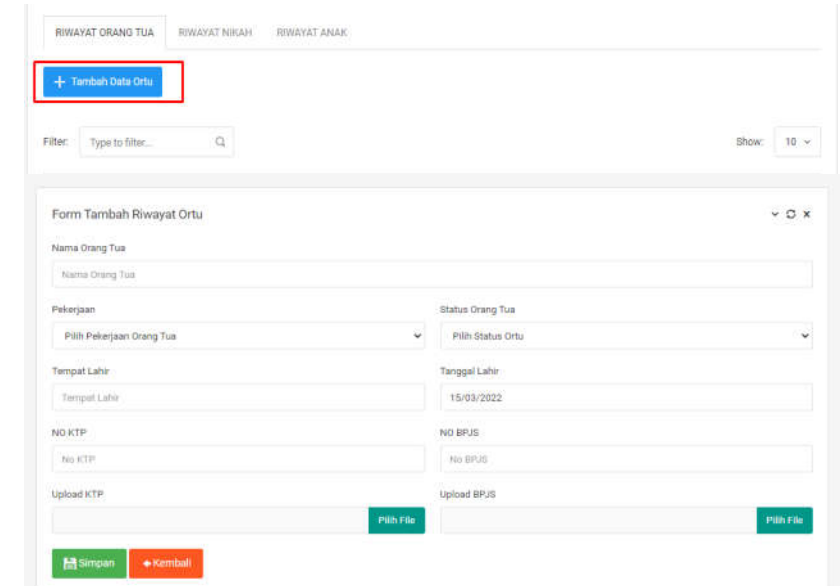 RIWAYAT ORANG TUA RIWAYAT NIKAH RIWAYAT ANAK
+ Tambah Data Ortu
Filter: Type to filter... Show: 10
Form Tambah Riwayat Ortu
Nama Orang Tua
Nama Orang Tua
Pekerjaan Status Orang Tua
Pilih Pekerjaan Orang Tua Pilih Status Ortu
Tempat Lahir Tanggal Lahir
Tempat Lahir 15/03/2022
NO KTP NO BPJS
No KTP No BPJS
Upload KTP Upload BPJS
Pilih File Pilih File
Simpan Kembali